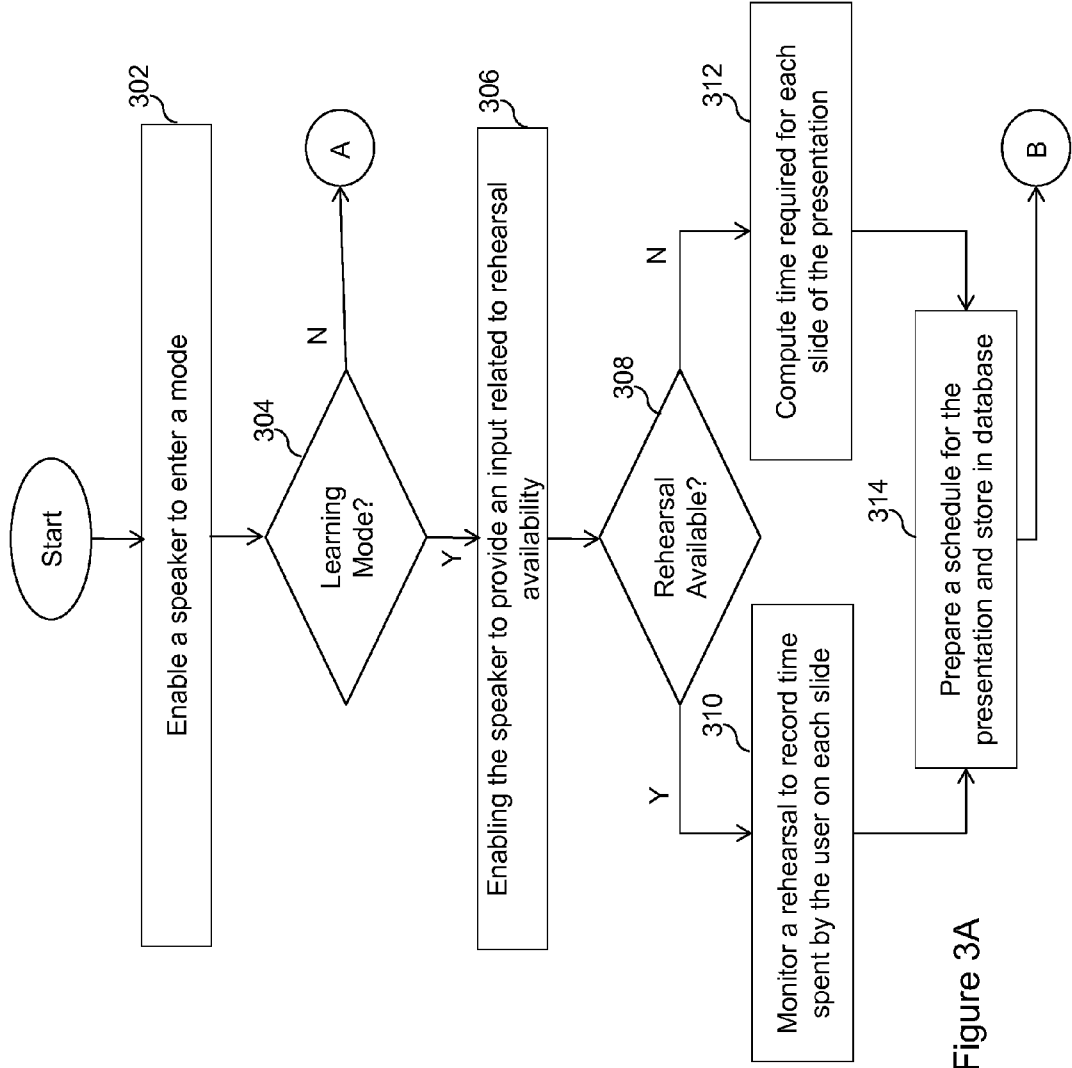 Start
302
Enable a speaker to enter a mode
304
Learning
Mode?
N
A
Y
306
Enabling the speaker to provide an input related to rehearsal
availability
308
Rehearsal
Available?
Y
N
310
Monitor a rehearsal to record time
spent by the user on each slide
312
Compute time required for each
slide of the presentation
314
Prepare a schedule for the
presentation and store in database
B
Figure 3A